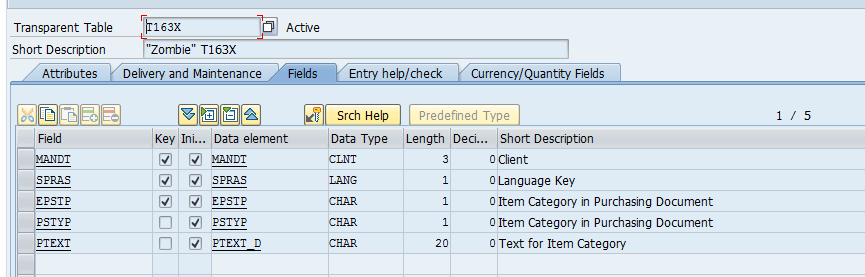 Transparent Table T163X Active
Short Description "Zombie" T163X
Attributes Delivery and Maintenance Fields Entry help/check Currency/Quantity Fields
Srch Help Predefined Type 1 / 5
Field Key Ini... Data element Data Type Length Deci... Short Description
MANDT MANDT CLNT 3 0 Client
SPRAS SPRAS LANG 1 0 Language Key
EPSTP EPSTP CHAR 1 0 Item Category in Purchasing Document
PSTYP PSTYP CHAR 1 0 Item Category in Purchasing Document
PTEXT PTEXT_D CHAR 20 0 Text for Item Category